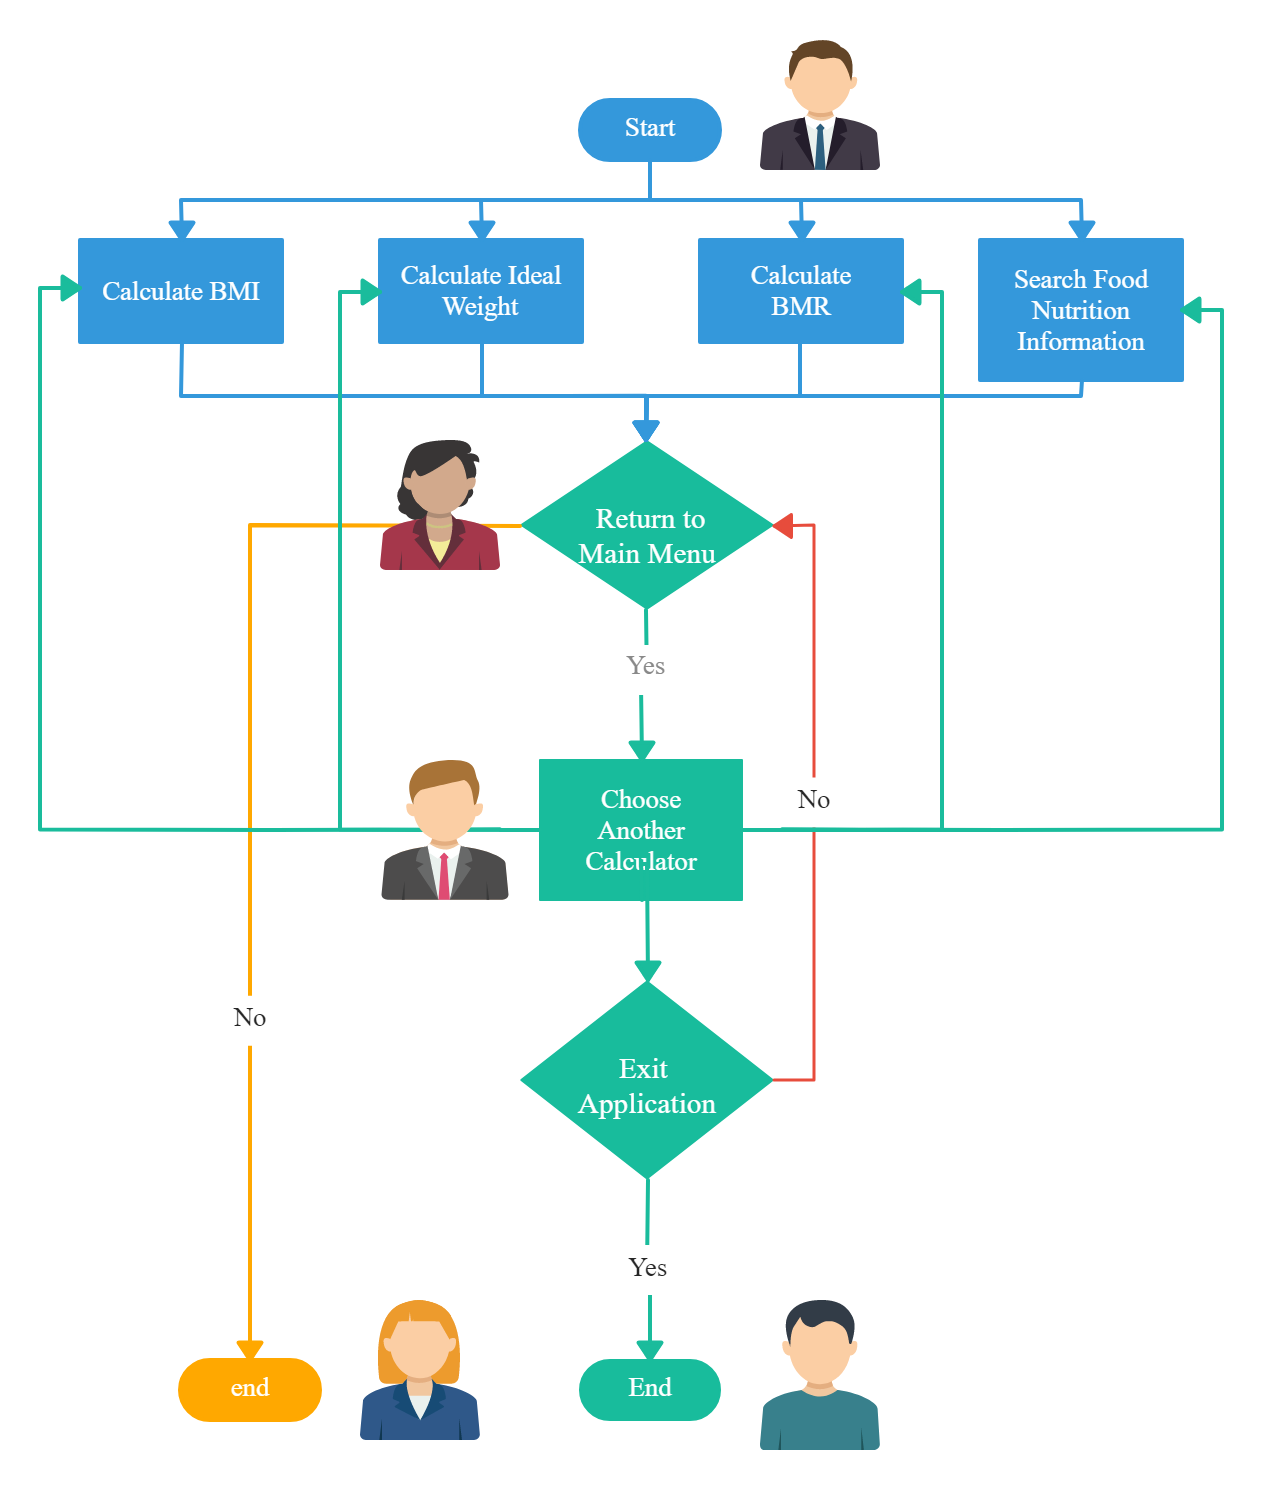 Start
Calculate BMI
Calculate Ideal
Weight
Calculate
BMR
Search Food
Nutrition
Information
Return to
Main Menu
Yes
Choose
Another
Calculator
No
No
Exit
Application
Yes
end
End